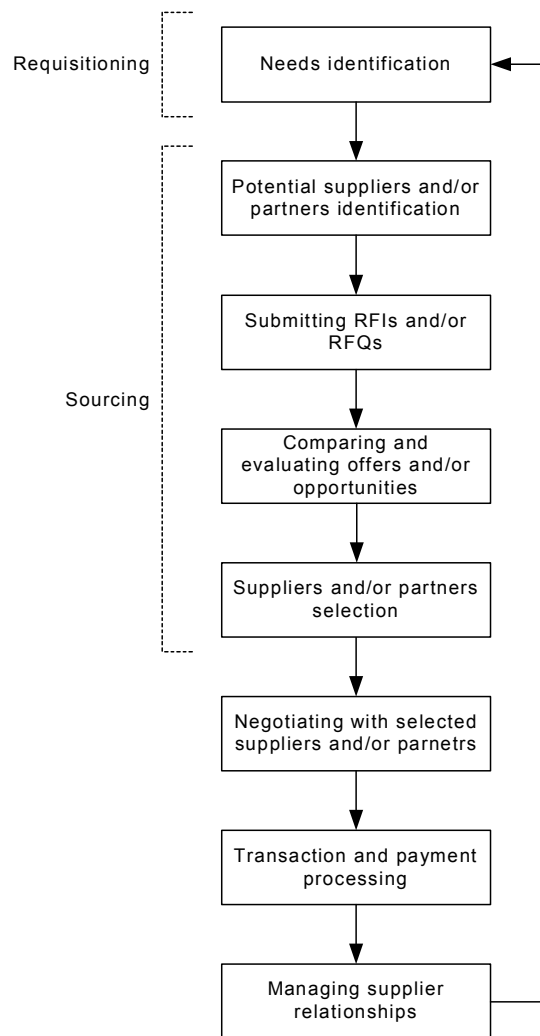 Requisitioning
Needs identification
Potential suppliers and/or
partners identification
Submitting RFIs and/or
RFQs
Sourcing
Comparing and
evaluating offers and/or
opportunities
Suppliers and/or partners
selection
Negotiating with selected
suppliers and/or parnetrs
Transaction and payment
processing
Managing supplier
relationships